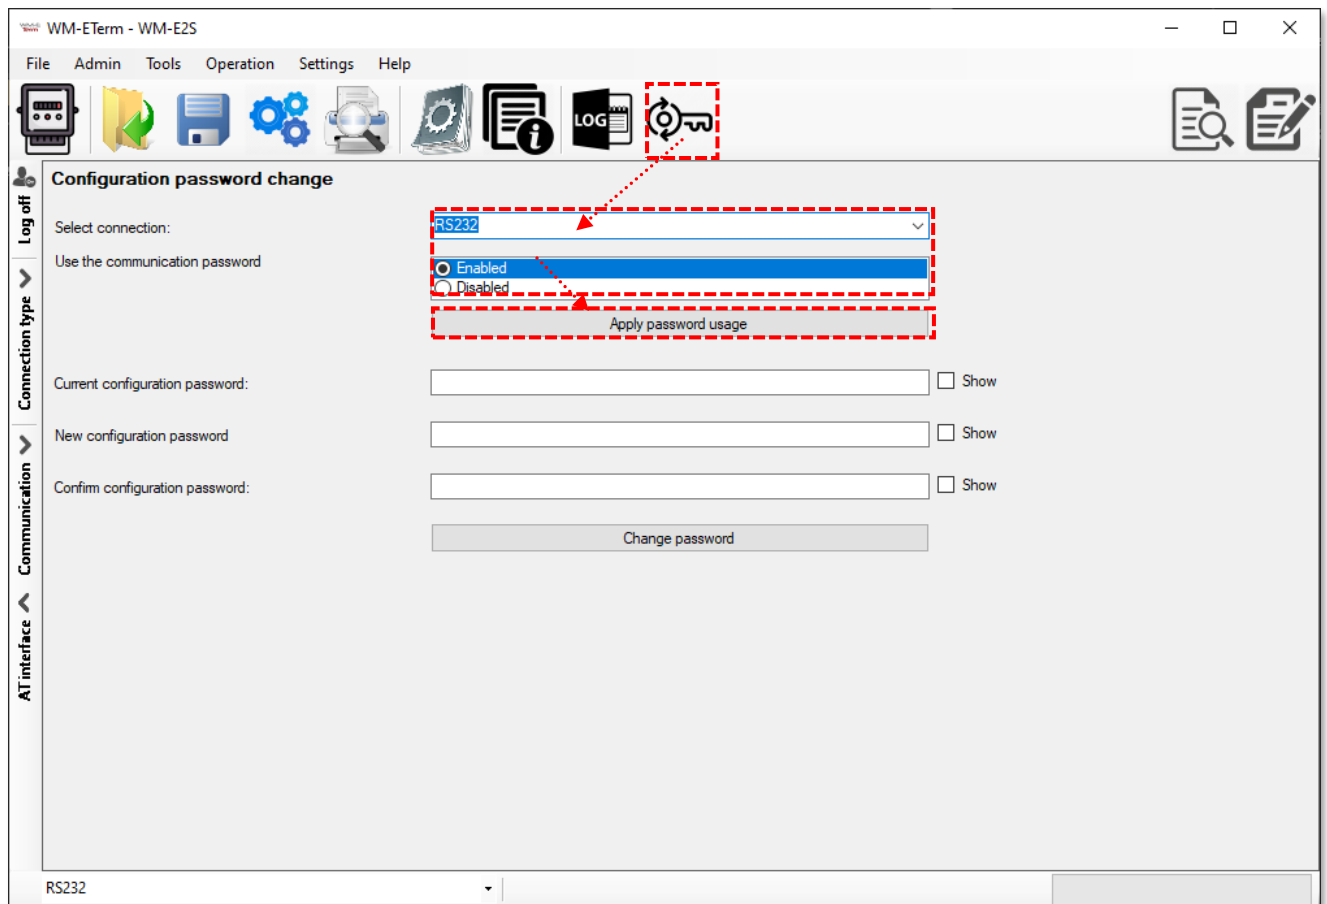 WM-ETerm - WM-E2S
File Admin Tools Operation Settings Help
LOG
Log off
Connection type
Communication
AT interface
Configuration password change
Select connection:
RS232
Use the communication password
Enabled
Disabled
Apply password usage
Current configuration password:
Show
New configuration password
Show
Confirm configuration password:
Show
Change password
RS232